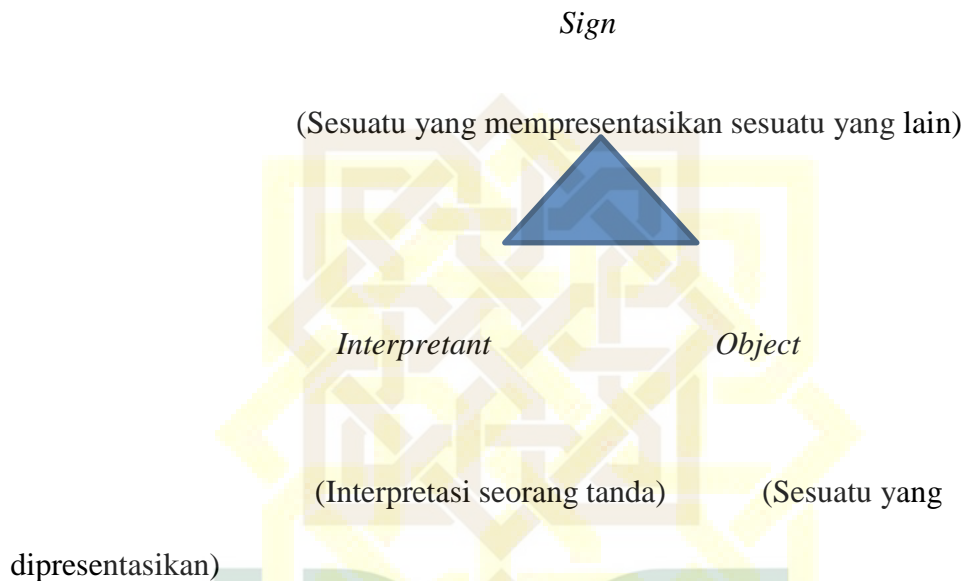 Sign
(Sesuatu yang mempresentasikan sesuatu yang lain)
Interpretant Object
(Interpretasi seorang tanda) (Sesuatu yang
dipresentasikan)